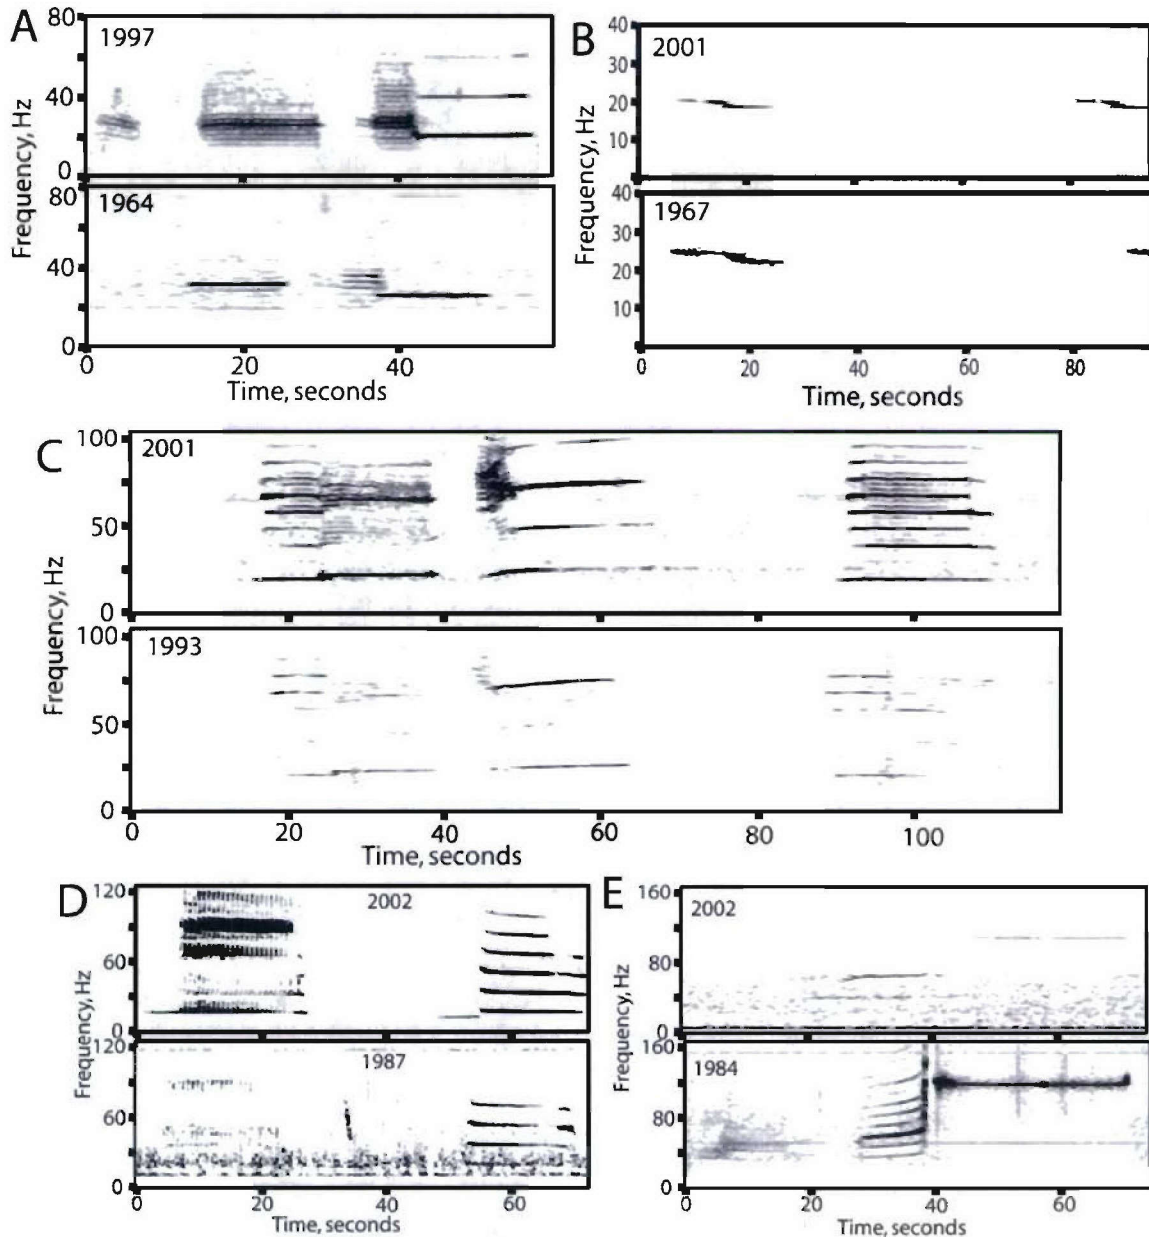 A
80
1997
40
0
Frequency, Hz
80
1964
40
0
0 20 40
Time, seconds
B
40
2001
30
20
10
Frequency, Hz
40
1967
30
20
10
0 20 40 60 80
Time, seconds
C
100
2001
50
0
Frequency, Hz
100
1993
50
0
0 20 40 60 80 100
Time, seconds
D
120
2002
60
0
Frequency, Hz
120
1987
60
0
0 20 40 60
Time, seconds
E
160
2002
80
0
Frequency, Hz
160
1984
80
0
0 20 40 60
Time, seconds